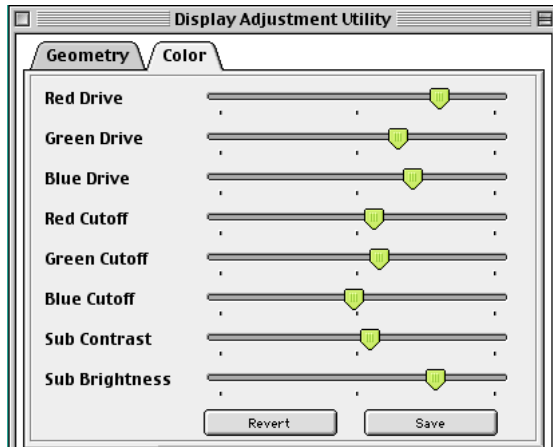 Display Adjustment Utility
Geometry Color
Red Drive
Green Drive
Blue Drive
Red Cutoff
Green Cutoff
Blue Cutoff
Sub Contrast
Sub Brightness
Revert Save